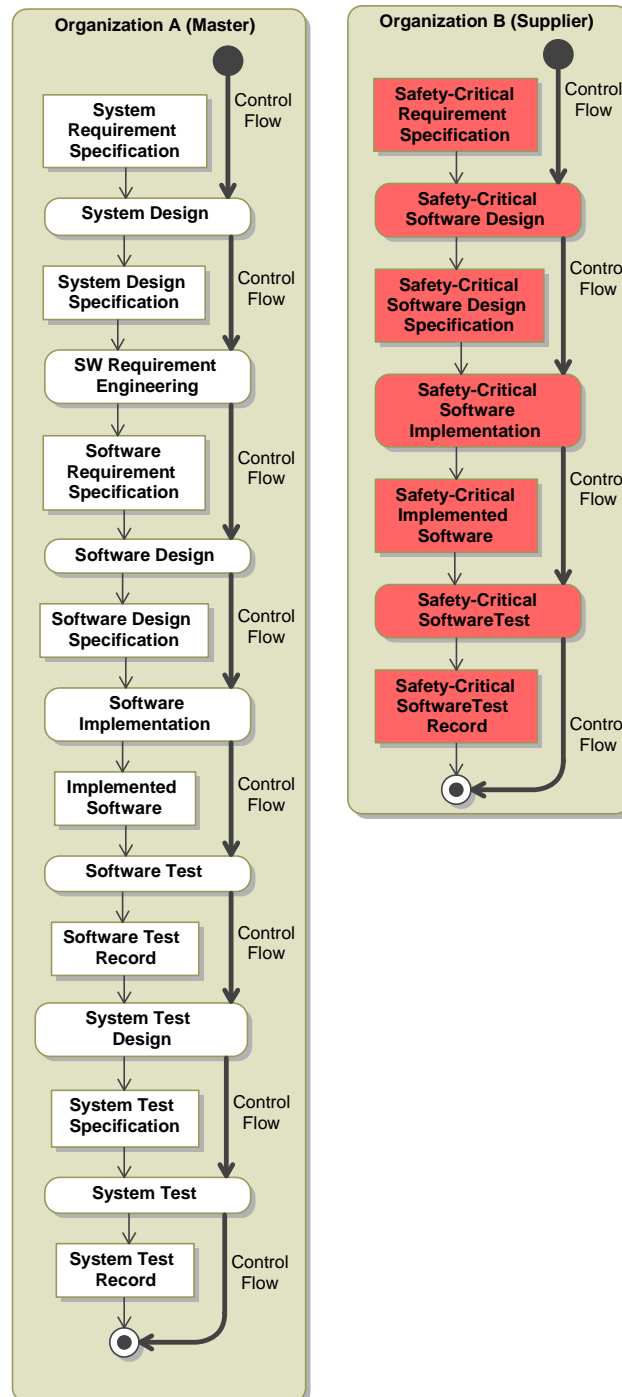 Organization A (Master)
Control
Flow
System
Requirement
Specification
System Design
Control
Flow
System Design
Specification
SW Requirement
Engineering
Control
Flow
Software
Requirement
Specification
Software Design
Control
Flow
Software Design
Specification
Software
Implementation
Control
Flow
Implemented
Software
Software Test
Control
Flow
Software Test
Record
System Test
Design
Control
Flow
System Test
Specification
System Test
Control
Flow
System Test
Record
Organization B (Supplier)
Control
Flow
Safety-Critical
Requirement
Specification
Safety-Critical
Software Design
Control
Flow
Safety-Critical
Software Design
Specification
Safety-Critical
Software
Implementation
Control
Flow
Safety-Critical
Implemented
Software
Safety-Critical
SoftwareTest
Safety-Critical
SoftwareTest
Record
Control
Flow